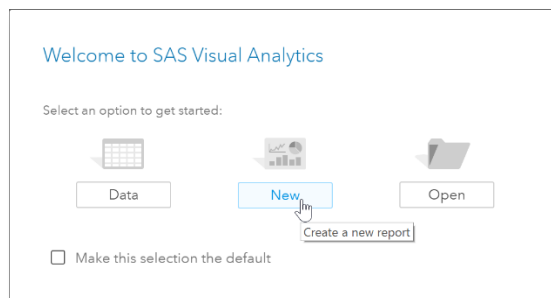 Welcome to SAS Visual Analytics
Select an option to get started:
Data New Open
Create a new report
Make this selection the default